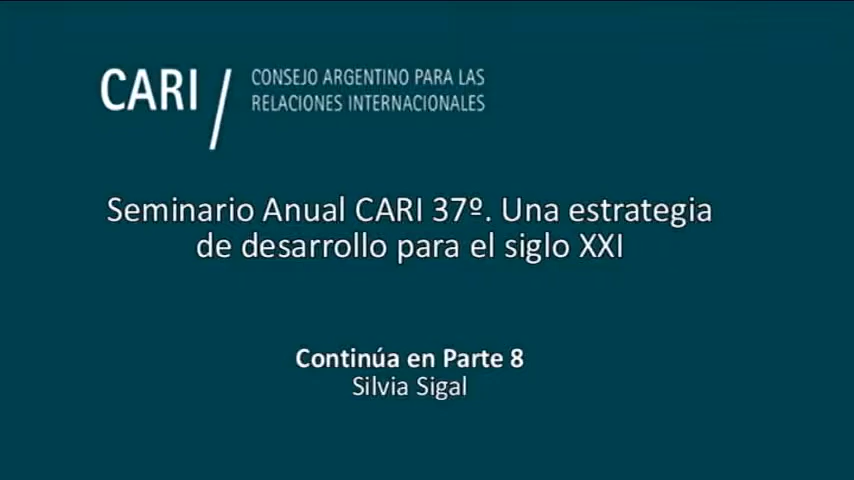 CARI
CONSEJO ARGENTINO PARA LAS
RELACIONES INTERNACIONALES
Seminario Anual CARI 37º. Una estrategia
de desarrollo para el siglo XXI
Continúa en Parte 8
Silvia Sigal